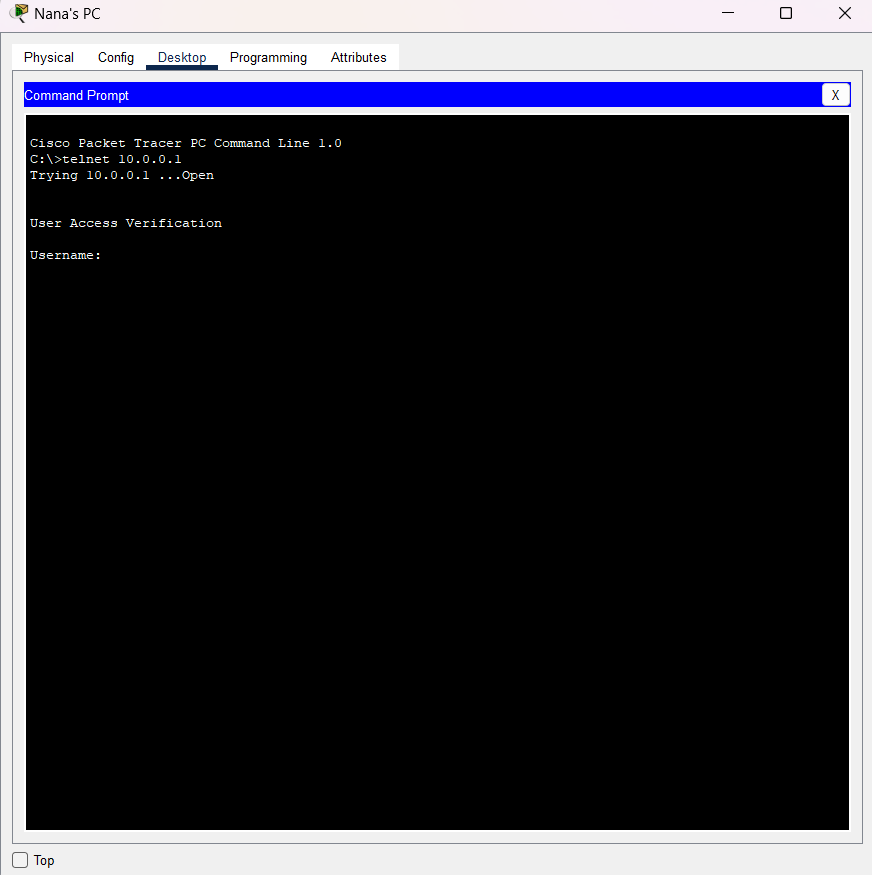 Nana's PC
Physical Config Desktop Programming Attributes
Command Prompt X
Cisco Packet Tracer PC Command Line 1.0
C:\>telnet 10.0.0.1
Trying 10.0.0.1 ...Open
User Access Verification
Username:
Top